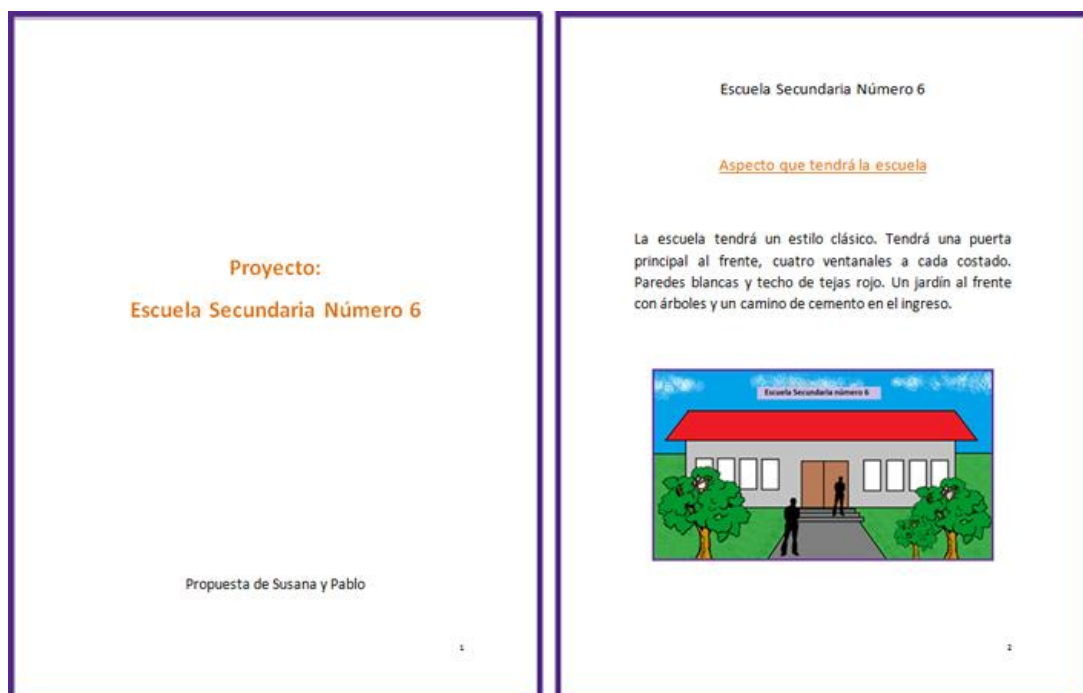 Proyecto:
Escuela Secundaria Número 6
Propuesta de Susana y Pablo
1
Escuela Secundaria Número 6
Aspecto que tendrá la escuela
La escuela tendrá un estilo clásico. Tendrá una puerta
principal al frente, cuatro ventanales a cada costado.
Paredes blancas y techo de tejas rojo. Un jardín al frente
con árboles y un camino de cemento en el ingreso.
Escuela Secundaria número 6
2